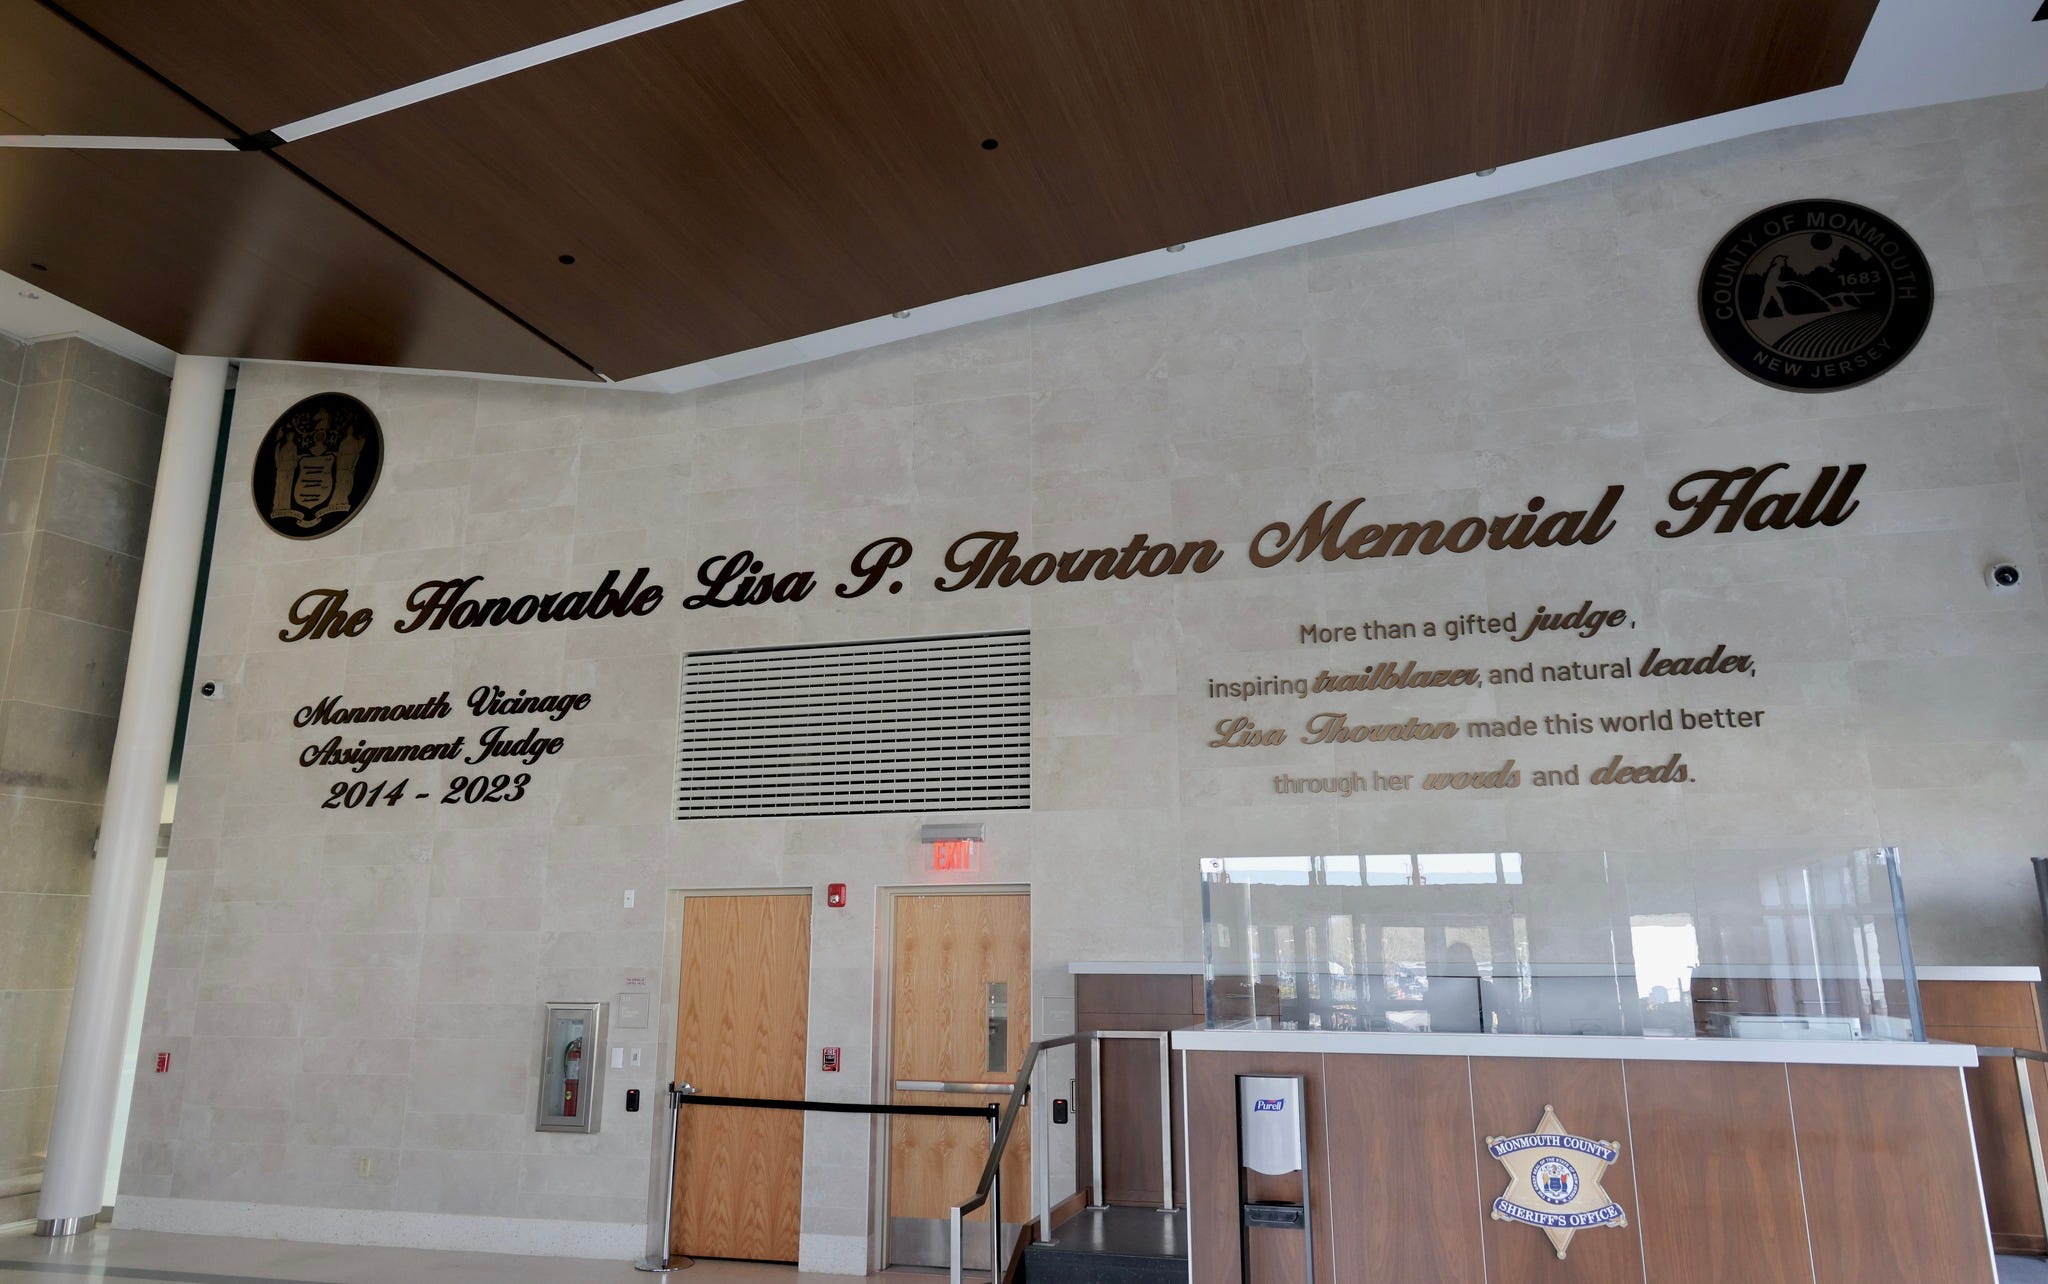 COUNTY OF MONMOUTH
1683
NEW JERSEY
The Honorable Lisa P. Thornton Memorial Hall
Monmouth Vicinage
Assignment Judge
2014 - 2023
More than a gifted judge,
inspiring trailblazer, and natural leader,
Lisa Thornton made this world better
through her words and deeds.
EXIT
FIRE
Purell
MONMOUTH COUNTY
SHERIFF'S OFFICE